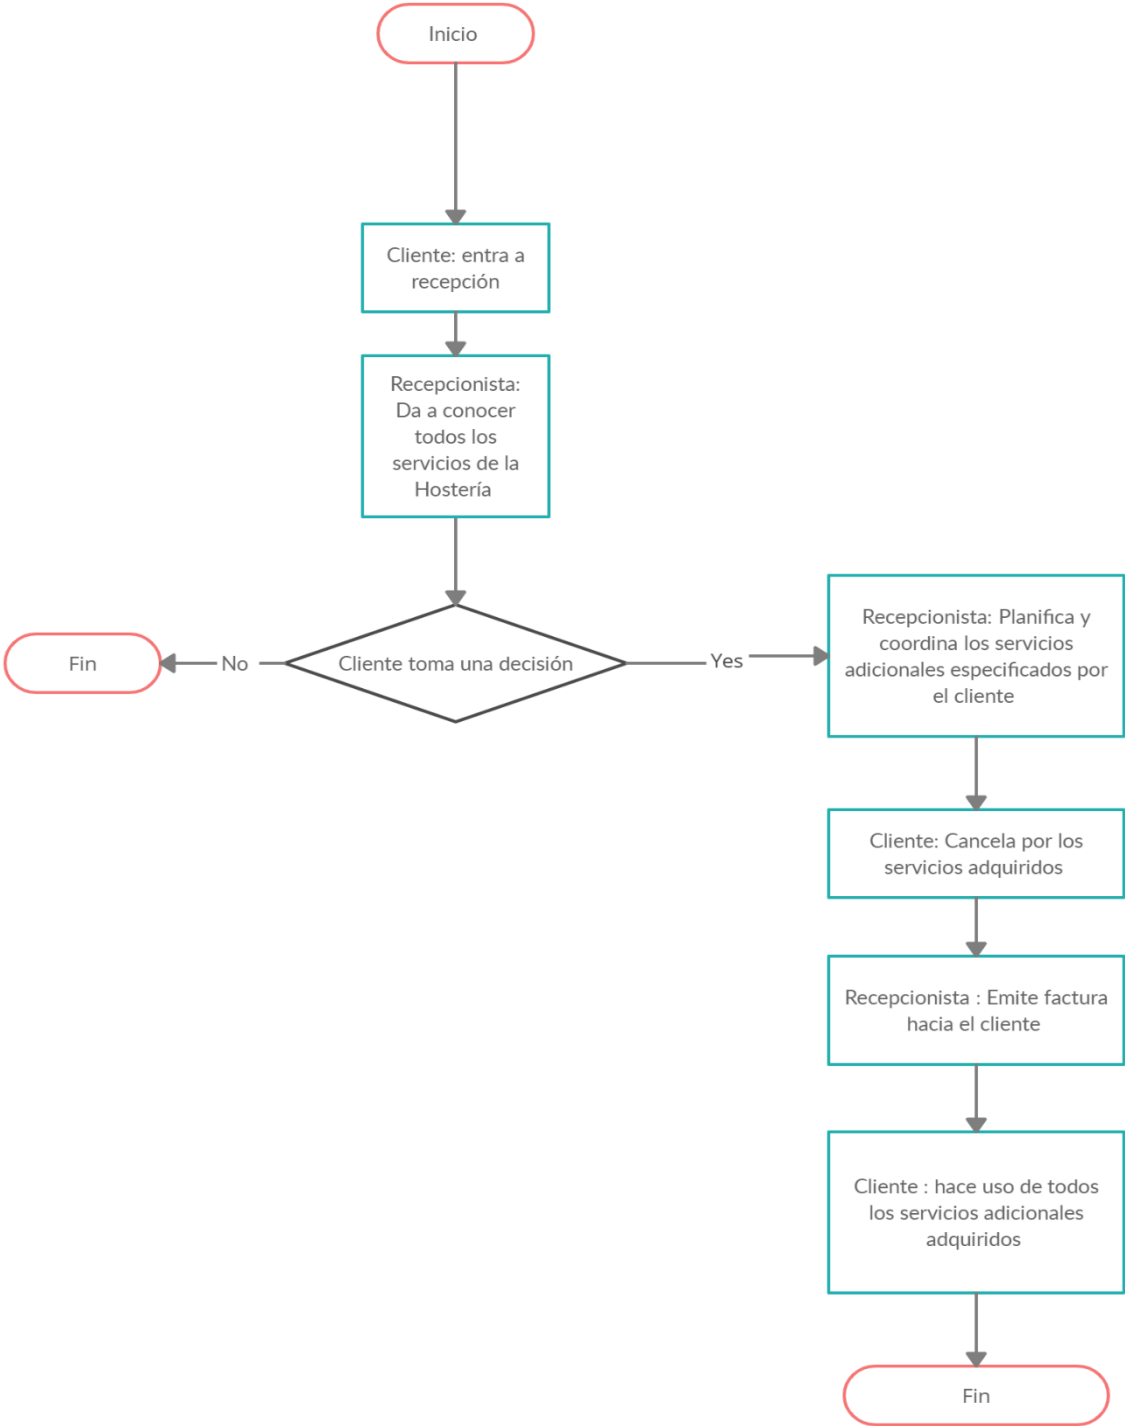 Inicio
Cliente: entra a
recepción
Recepcionista:
Da a conocer
todos los
servicios de la
Hostería
Cliente toma una decisión
No
Fin
Yes
Recepcionista: Planifica y
coordina los servicios
adicionales especificados por
el cliente
Cliente: Cancela por los
servicios adquiridos
Recepcionista : Emite factura
hacia el cliente
Cliente : hace uso de todos
los servicios adicionales
adquiridos
Fin